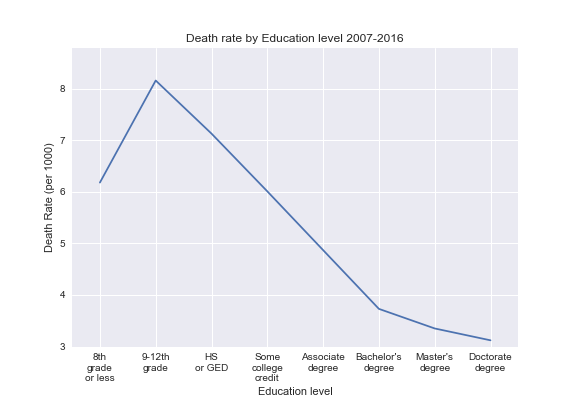 Death rate by Education level 2007-2016
Death Rate (per 1000)
8
7
6
5
4
3
8th
grade
or less
9-12th
grade
HS
or GED
Some
college
credit
Associate
degree
Bachelor's
degree
Master's
degree
Doctorate
degree
Education level